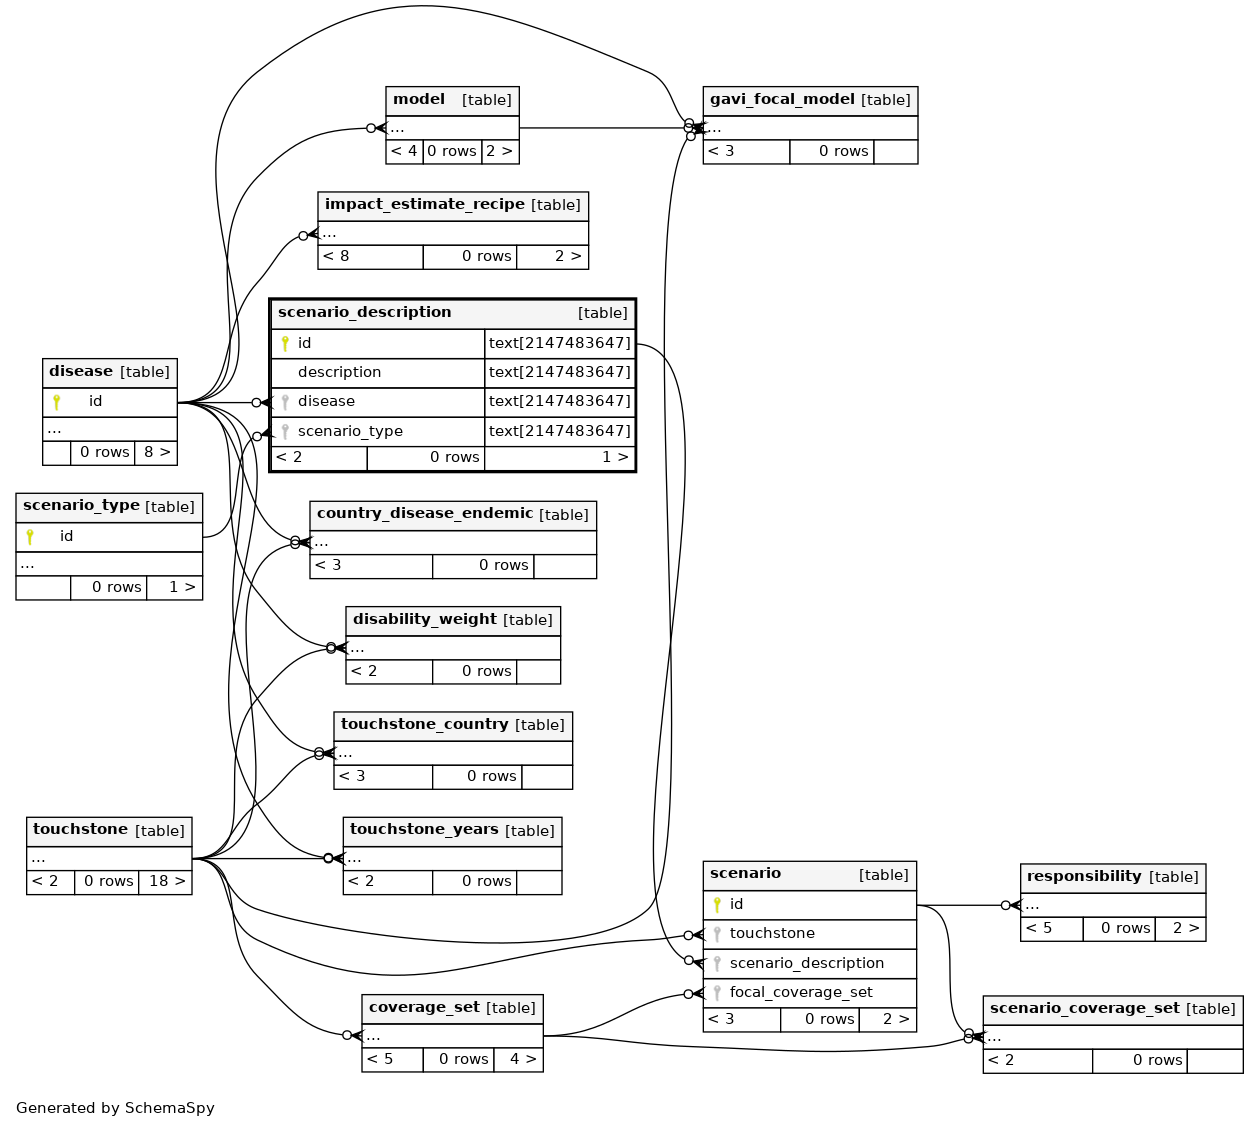 model [table]
...
< 4 0 rows 2 >
gavi_focal_model [table]
...
< 3 0 rows
impact_estimate_recipe [table]
...
< 8 0 rows 2 >
scenario_description [table]
id text[2147483647]
description text[2147483647]
disease text[2147483647]
scenario_type text[2147483647]
< 2 0 rows 1 >
disease [table]
id
...
0 rows 8 >
scenario_type [table]
id
...
0 rows 1 >
country_disease_endemic [table]
...
< 3 0 rows
disability_weight [table]
...
< 2 0 rows
touchstone_country [table]
...
< 3 0 rows
touchstone [table]
...
< 2 0 rows 18 >
touchstone_years [table]
...
< 2 0 rows
scenario [table]
id
touchstone
scenario_description
focal_coverage_set
< 3 0 rows 2 >
responsibility [table]
...
< 5 0 rows 2 >
coverage_set [table]
...
< 5 0 rows 4 >
scenario_coverage_set [table]
...
< 2 0 rows
Generated by SchemaSpy